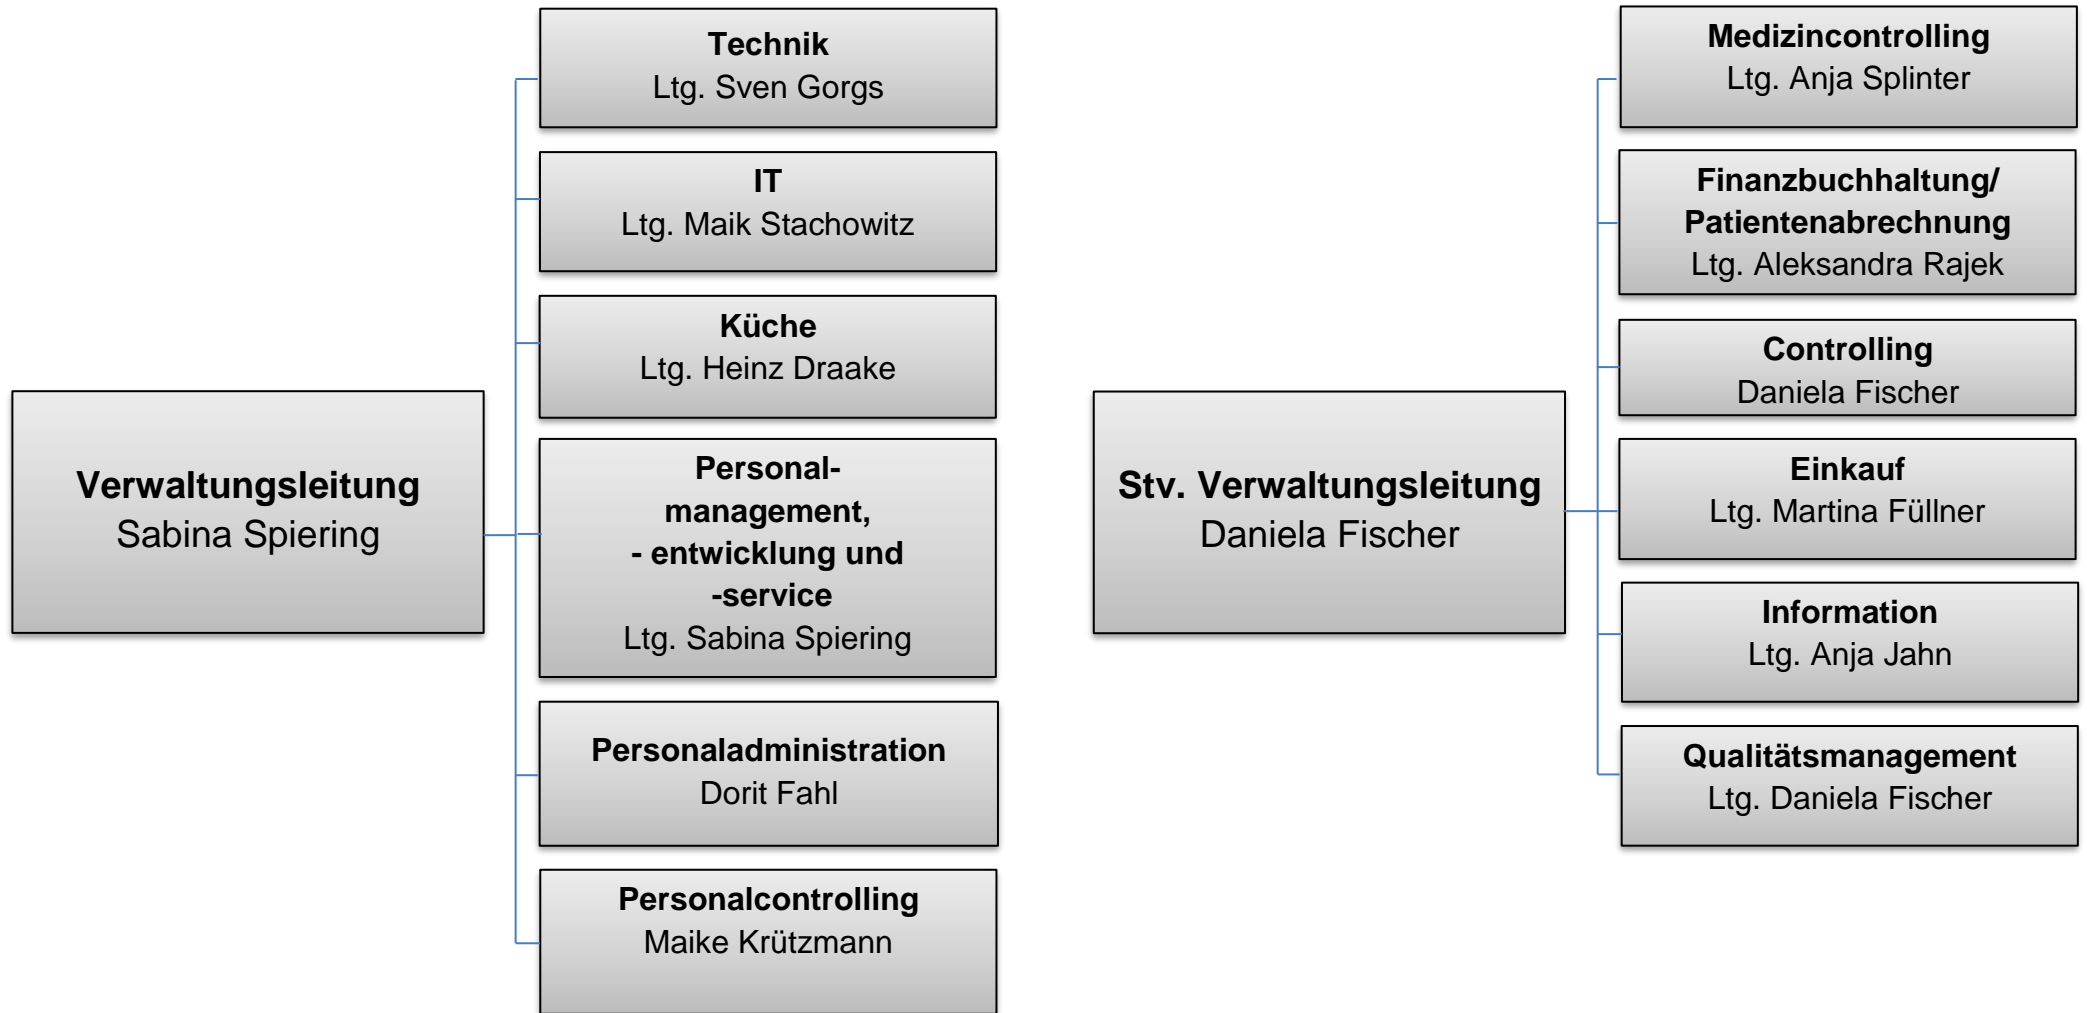 Verwaltungsleitung
Sabina Spiering
Technik
Ltg. Sven Gorgs
IT
Ltg. Maik Stachowitz
Küche
Ltg. Heinz Draake
Personal-
management,
- entwicklung und
-service
Ltg. Sabina Spiering
Personaladministration
Dorit Fahl
Personalcontrolling
Maike Krützmann
Stv. Verwaltungsleitung
Daniela Fischer
Medizincontrolling
Ltg. Anja Splinter
Finanzbuchhaltung/
Patientenabrechnung
Ltg. Aleksandra Rajek
Controlling
Daniela Fischer
Einkauf
Ltg. Martina Füllner
Information
Ltg. Anja Jahn
Qualitätsmanagement
Ltg. Daniela Fischer